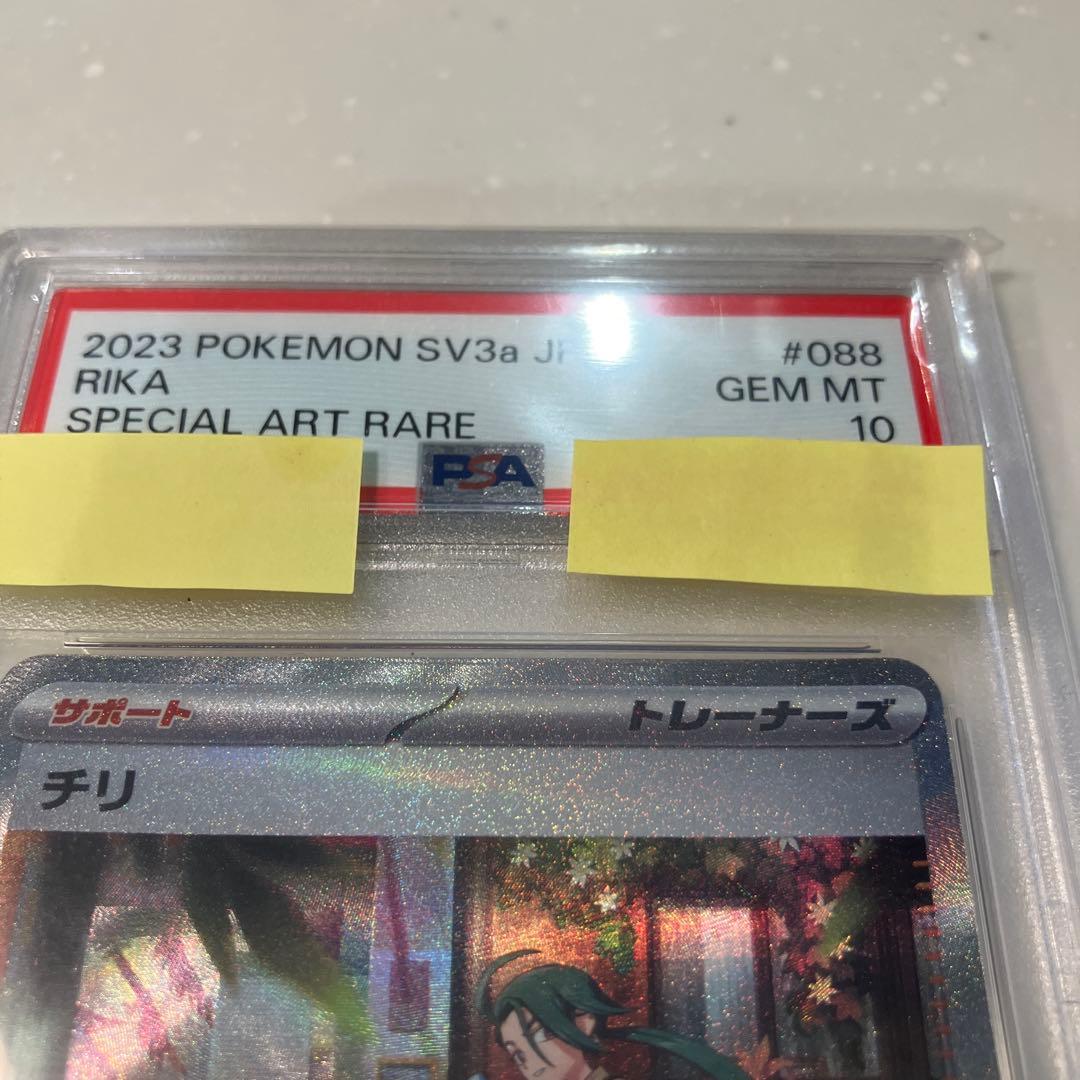 2023 POKEMON SV3a #088
RIKA GEM MT
SPECIAL ART RARE 10
PSA
サポート トレーナーズ
チリ